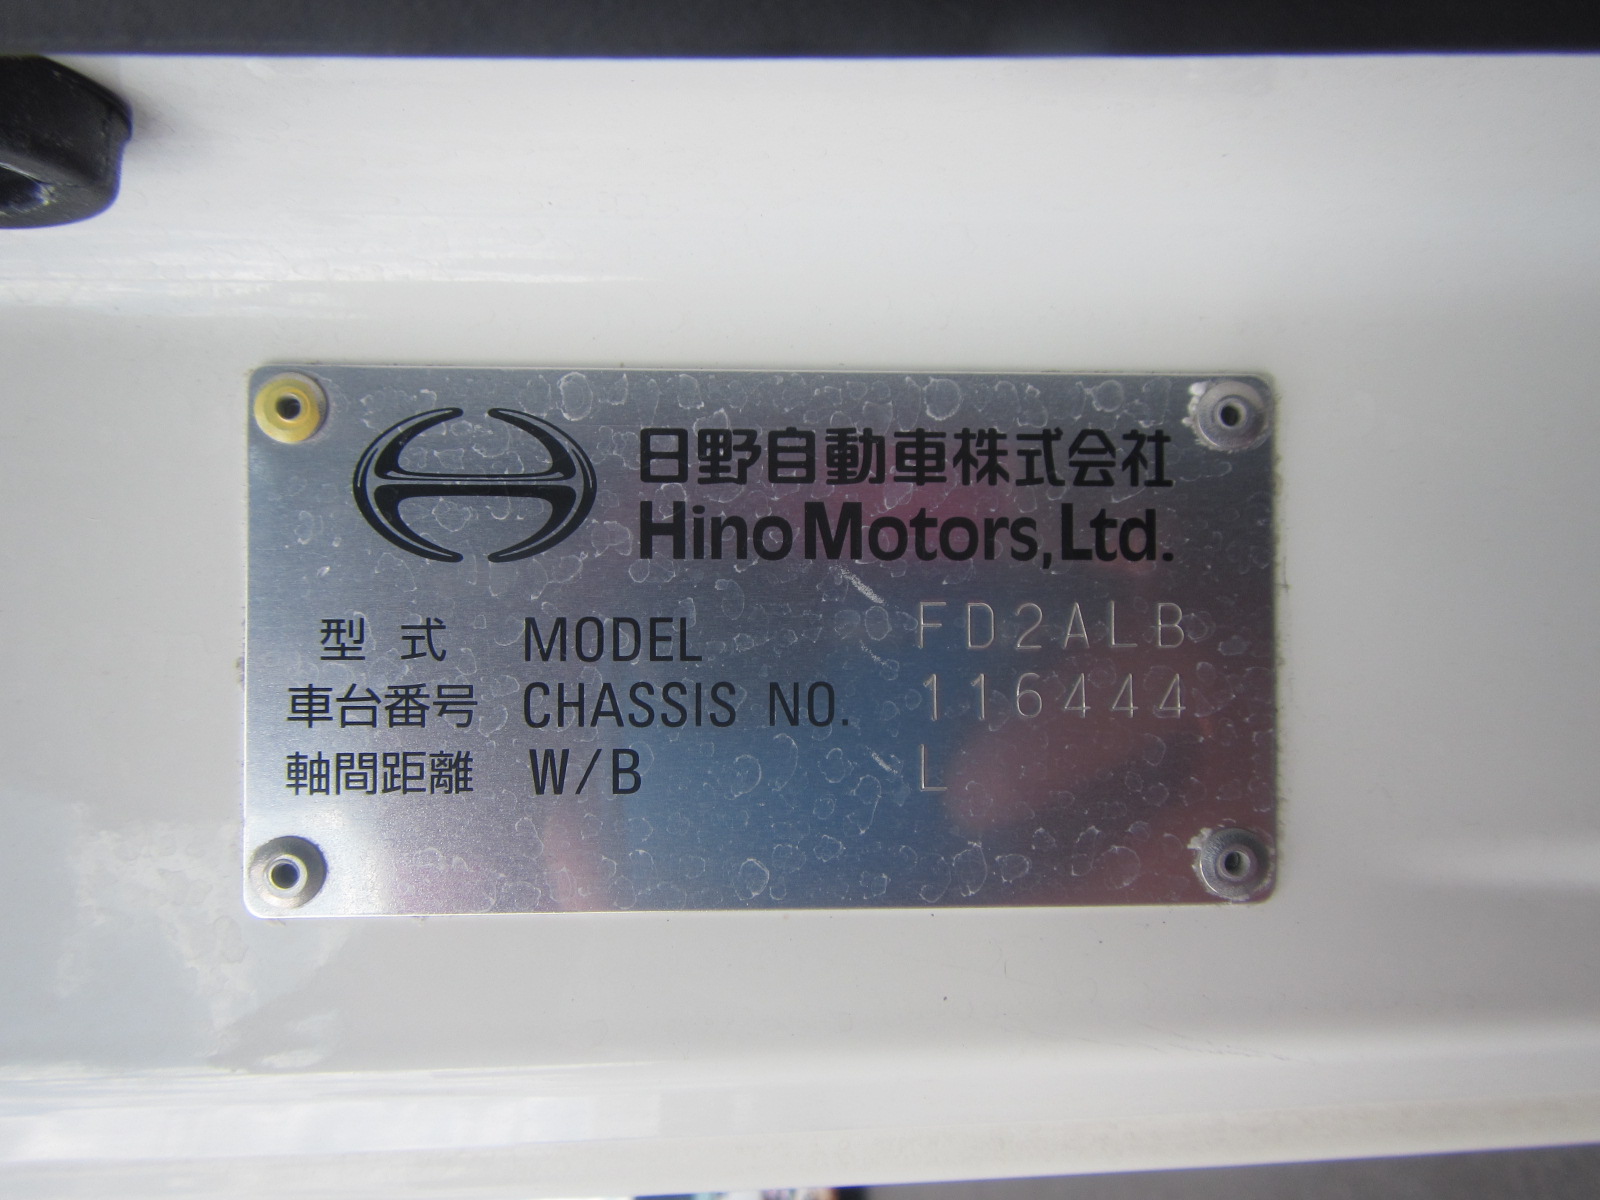 日野自動車株式会社
Hino Motors, Ltd.
型式 MODEL FD2ALB
車台番号 CHASSIS NO. 116444
軸間距離 W/B L